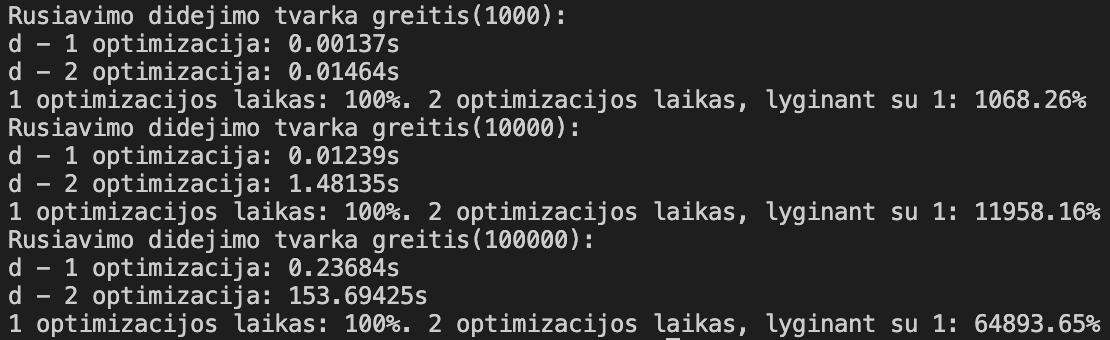 Rusiavimo didejimo tvarka greitis(1000):
d - 1 optimizacija: 0.00137s
d - 2 optimizacija: 0.01464s
1 optimizacijos laikas: 100%. 2 optimizacijos laikas, lyginant su 1: 1068.26%
Rusiavimo didejimo tvarka greitis(10000):
d - 1 optimizacija: 0.01239s
d - 2 optimizacija: 1.48135s
1 optimizacijos laikas: 100%. 2 optimizacijos laikas, lyginant su 1: 11958.16%
Rusiavimo didejimo tvarka greitis(100000):
d - 1 optimizacija: 0.23684s
d - 2 optimizacija: 153.69425s
1 optimizacijos laikas: 100%. 2 optimizacijos laikas, lyginant su 1: 64893.65%